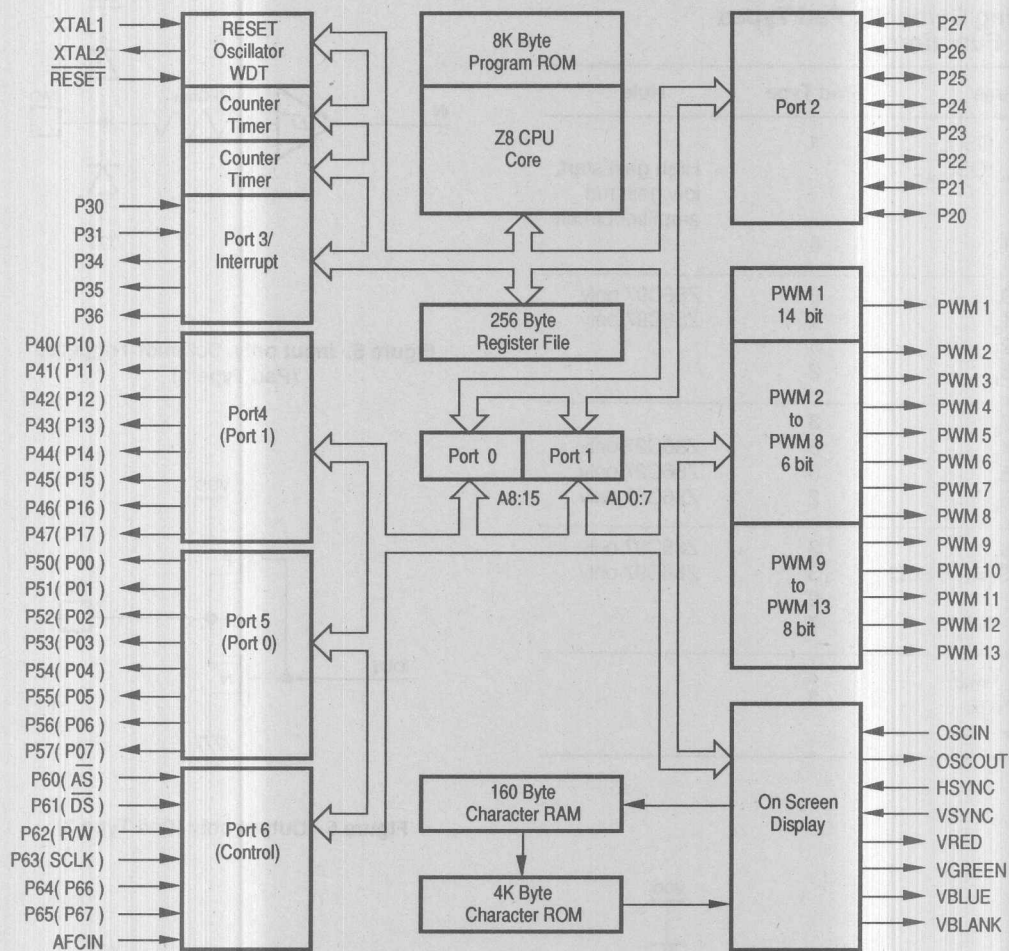 XTAL1
XTAL2
RESET
P30
P31
P34
P35
P36
P40( P10 )
P41( P11 )
P42( P12 )
P43( P13 )
P44( P14 )
P45( P15 )
P46( P16 )
P47( P17 )
P50( P00 )
P51( P01 )
P52( P02 )
P53( P03 )
P54( P04 )
P55( P05 )
P56( P06 )
P57( P07 )
P60( AS )
P61( DS )
P62( R/W )
P63( SCLK )
P64( P66 )
P65( P67 )
AFCIN
RESET
Oscillator
WDT
Counter
Timer
Counter
Timer
Port 3/
Interrupt
Port4
(Port 1)
Port 5
(Port 0)
Port 6
(Control)
8K Byte
Program ROM
Z8 CPU
Core
256 Byte
Register File
Port 0
Port 1
A8:15
AD0:7
160 Byte
Character RAM
4K Byte
Character ROM
Port 2
PWM 1
14 bit
PWM 2
to
PWM 8
6 bit
PWM 9
to
PWM 13
8 bit
On Screen
Display
P27
P26
P25
P24
P23
P22
P21
P20
PWM 1
PWM 2
PWM 3
PWM 4
PWM 5
PWM 6
PWM 7
PWM 8
PWM 9
PWM 10
PWM 11
PWM 12
PWM 13
OSCIN
OSCOUT
HSYNC
VSYNC
VRED
VGREEN
VBLUE
VBLANK